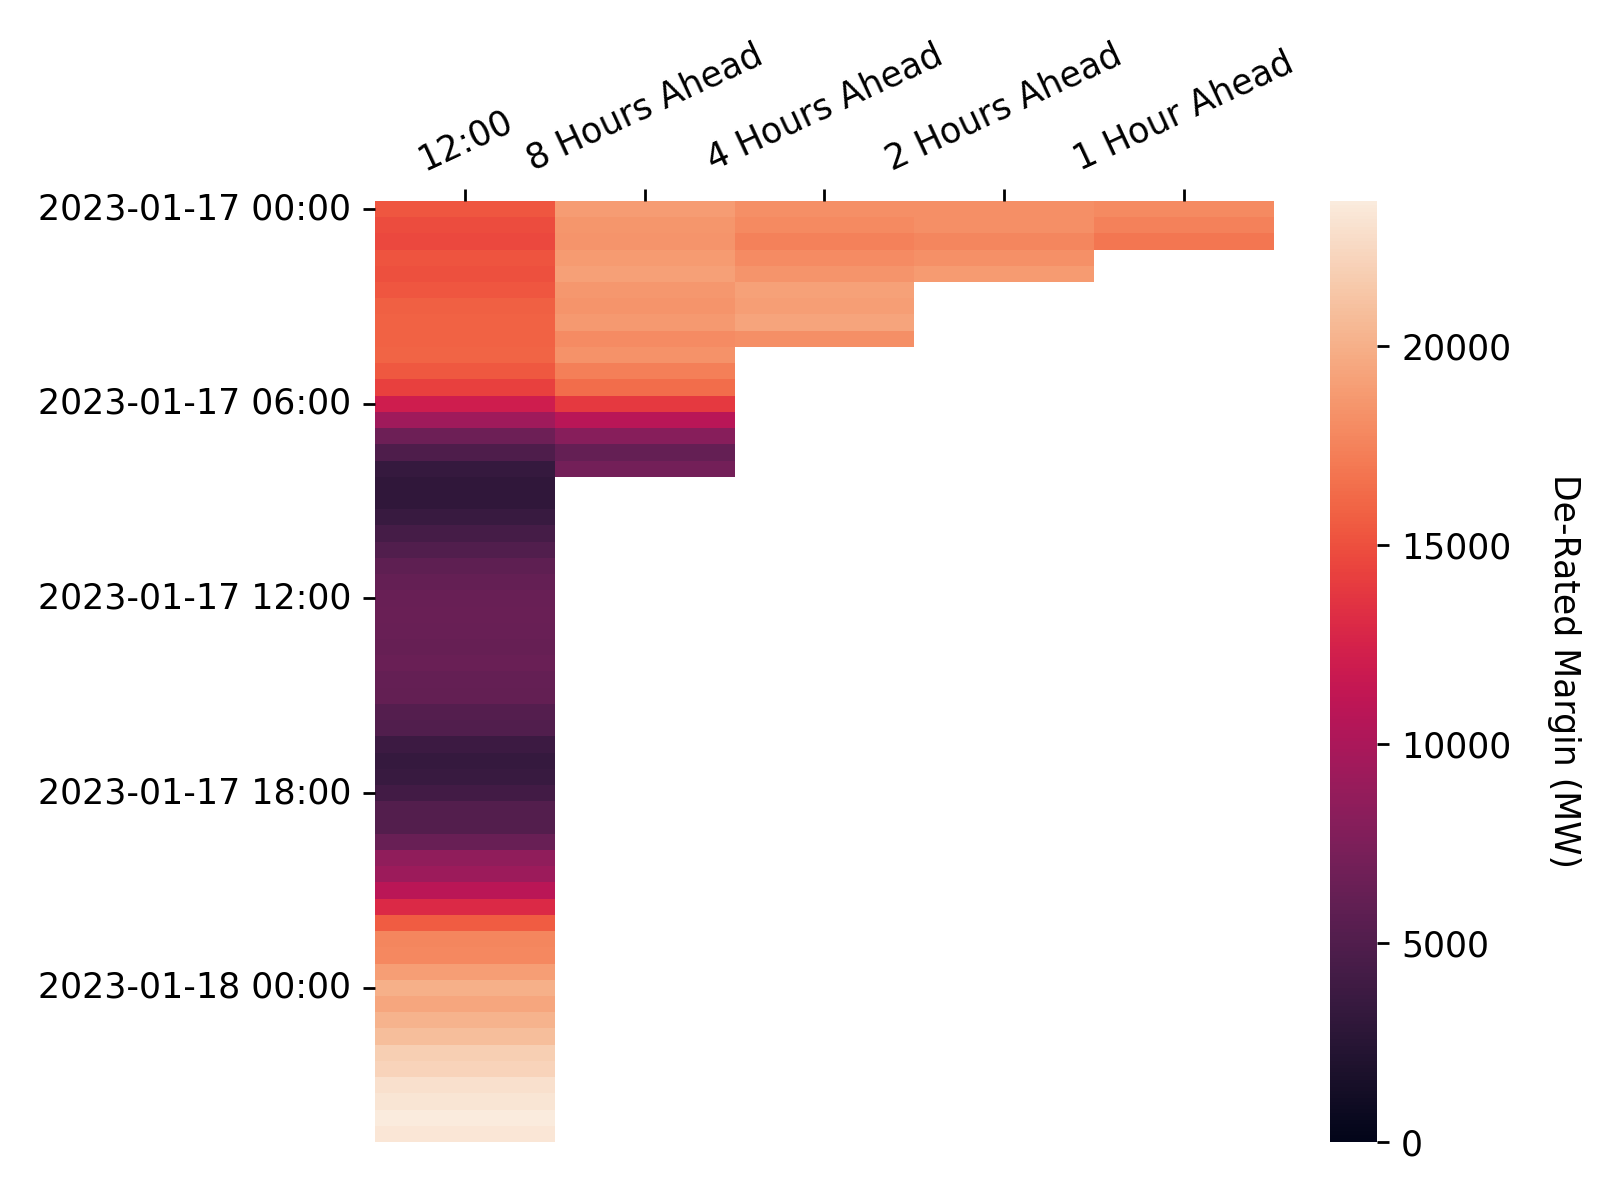 12:00
8 Hours Ahead
4 Hours Ahead
2 Hours Ahead
1 Hour Ahead
2023-01-17 00:00
2023-01-17 06:00
2023-01-17 12:00
2023-01-17 18:00
2023-01-18 00:00
20000
15000
10000
5000
0
De-Rated Margin (MW)